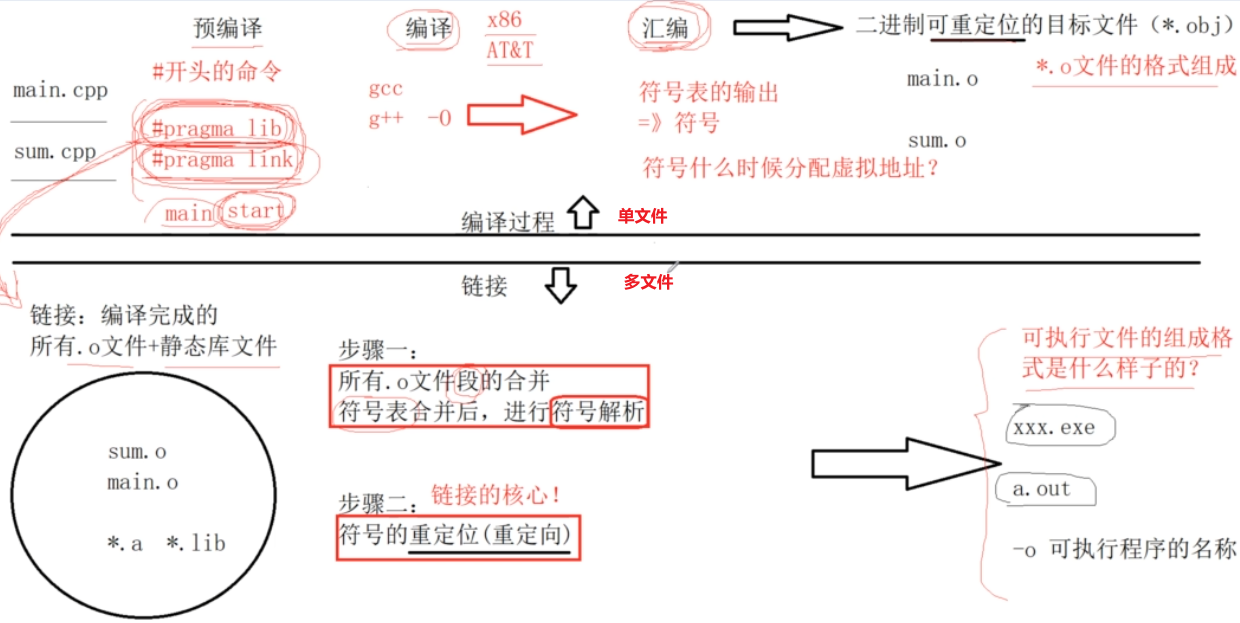 预编译
编译
x86
AT&T
汇编
二进制可重定位的目标文件（*.obj）
#开头的命令
main.cpp
main.o
*.o文件的格式组成
gcc
g++ -O
符号表的输出
=》符号
#pragma lib
sum.cpp
#pragma link
sum.o
符号什么时候分配虚拟地址？
main
start
编译过程
单文件
链接
多文件
链接：编译完成的
所有.o文件+静态库文件
步骤一：
所有.o文件段的合并
符号表合并后，进行符号解析
可执行文件的组成格
式是什么样子的？
xxx.exe
sum.o
main.o
a.out
步骤二：链接的核心！
符号的重定位(重定向)
*.a *.lib
-o 可执行程序的名称